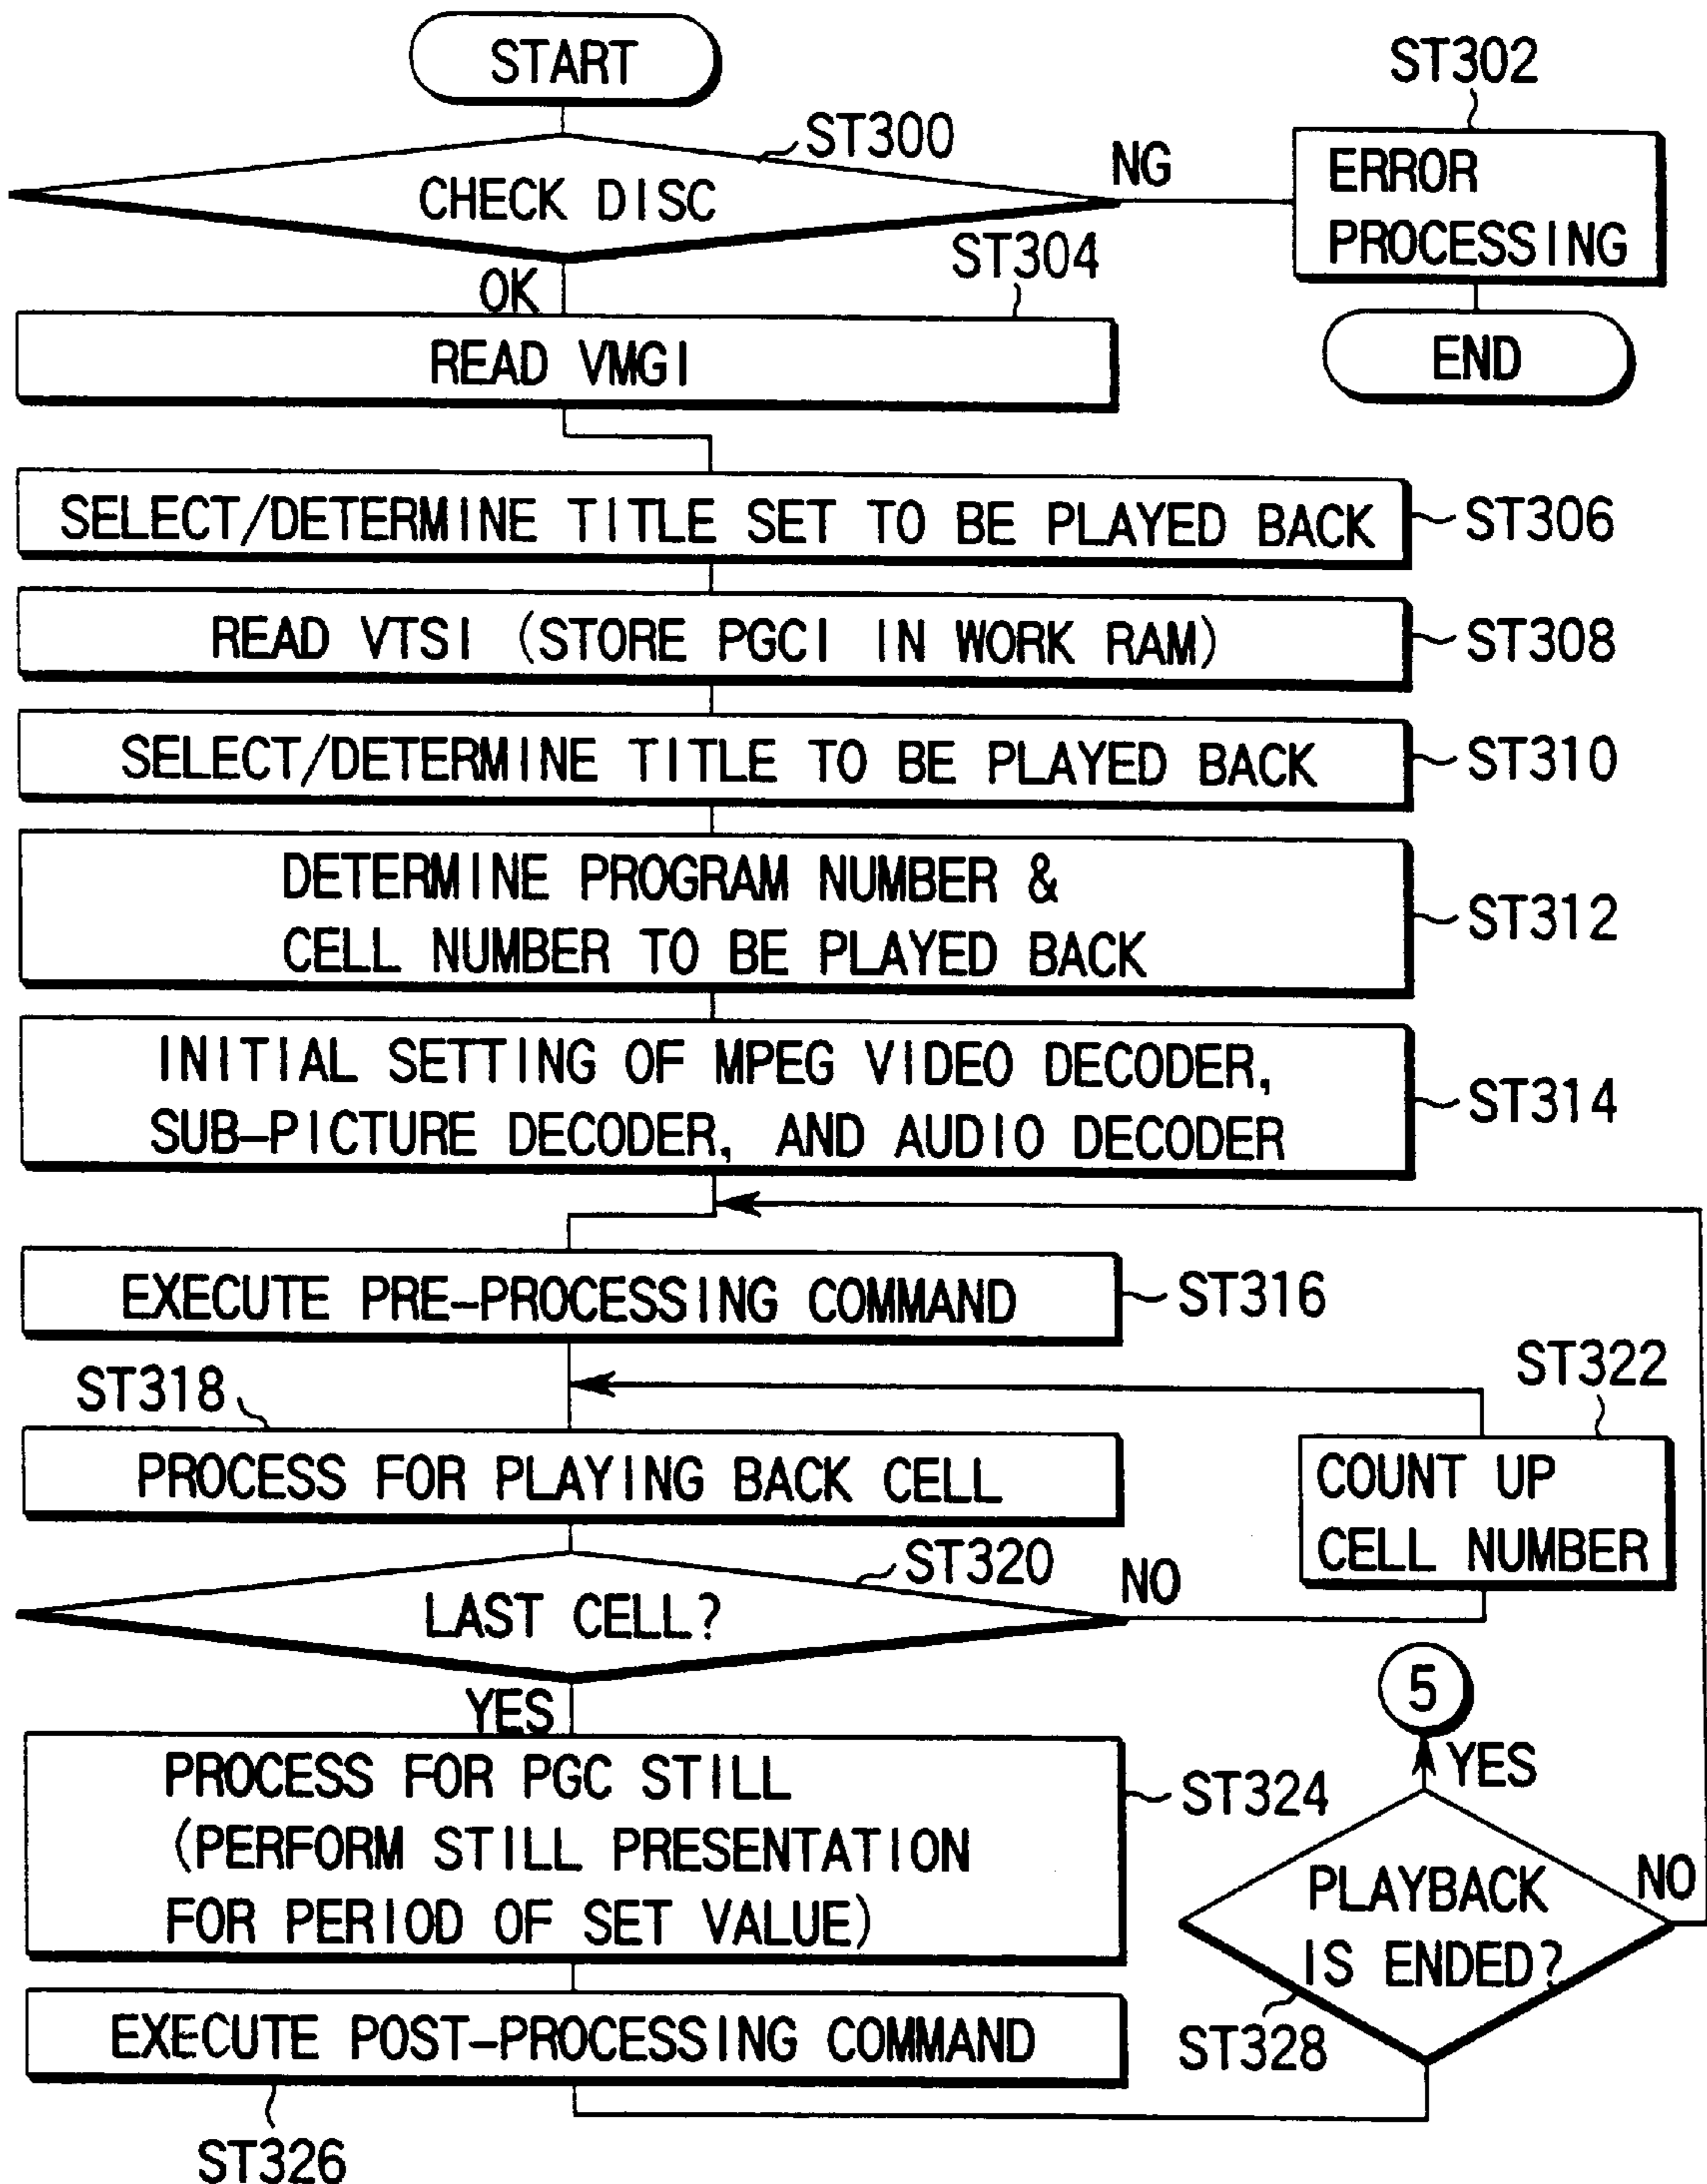 START
ST300
CHECK DISC
NG
ST302
ERROR
PROCESSING
END
OK
ST304
READ VMGI
SELECT/DETERMINE TITLE SET TO BE PLAYED BACK
ST306
READ VTSI (STORE PGCI IN WORK RAM)
ST308
SELECT/DETERMINE TITLE TO BE PLAYED BACK
ST310
DETERMINE PROGRAM NUMBER &
CELL NUMBER TO BE PLAYED BACK
ST312
INITIAL SETTING OF MPEG VIDEO DECODER,
SUB-PICTURE DECODER, AND AUDIO DECODER
ST314
EXECUTE PRE-PROCESSING COMMAND
ST316
ST318
PROCESS FOR PLAYING BACK CELL
ST322
COUNT UP
CELL NUMBER
ST320
LAST CELL?
NO
YES
PROCESS FOR PGC STILL
(PERFORM STILL PRESENTATION
FOR PERIOD OF SET VALUE)
ST324
EXECUTE POST-PROCESSING COMMAND
ST326
5
YES
PLAYBACK
IS ENDED?
NO
ST328